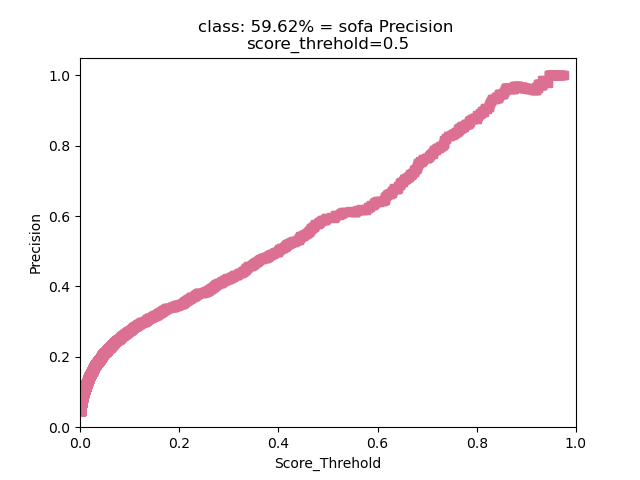 class: 59.62% = sofa Precision
score_threhold=0.5
1.0
0.8
0.6
0.4
0.2
0.0
Precision
0.0 0.2 0.4 0.6 0.8 1.0
Score_Threhold